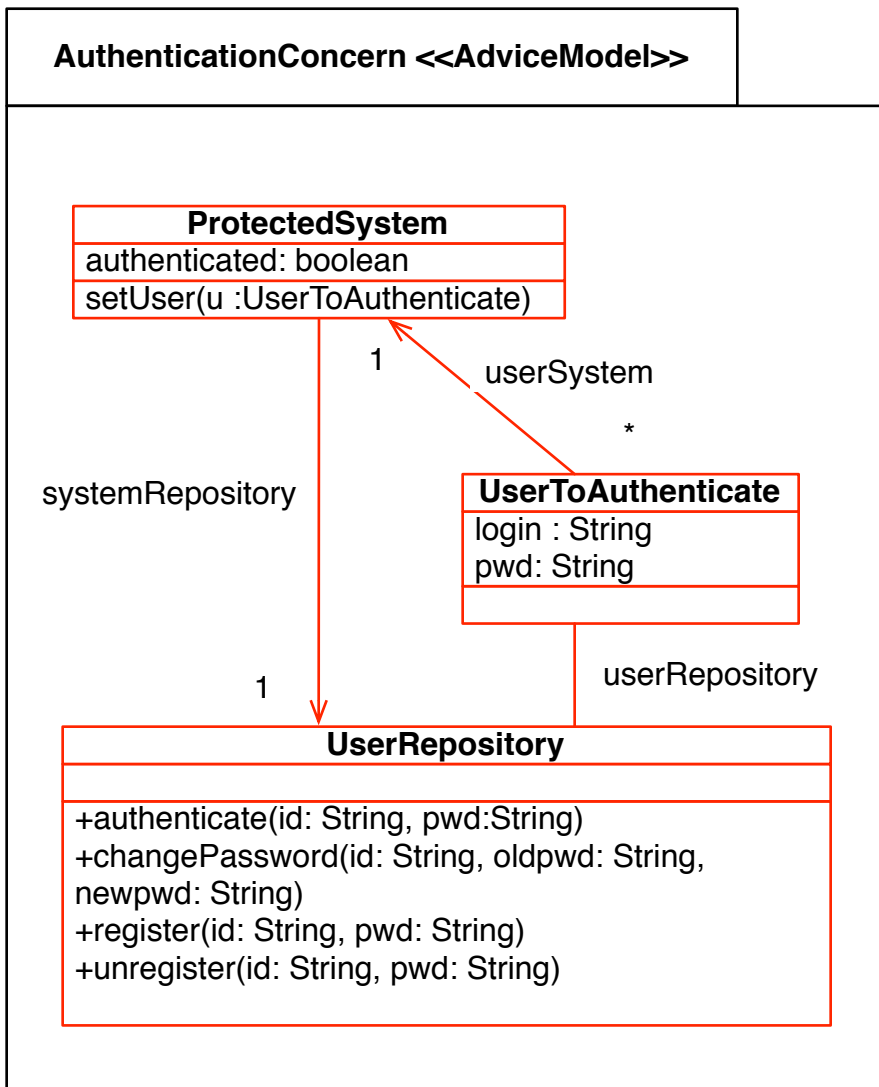 AuthenticationConcern <<AdviceModel>>
ProtectedSystem
authenticated: boolean
setUser(u :UserToAuthenticate)
1
userSystem
*
systemRepository
UserToAuthenticate
login : String
pwd: String
1
userRepository
UserRepository
+authenticate(id: String, pwd:String)
+changePassword(id: String, oldpwd: String,
newpwd: String)
+register(id: String, pwd: String)
+unregister(id: String, pwd: String)